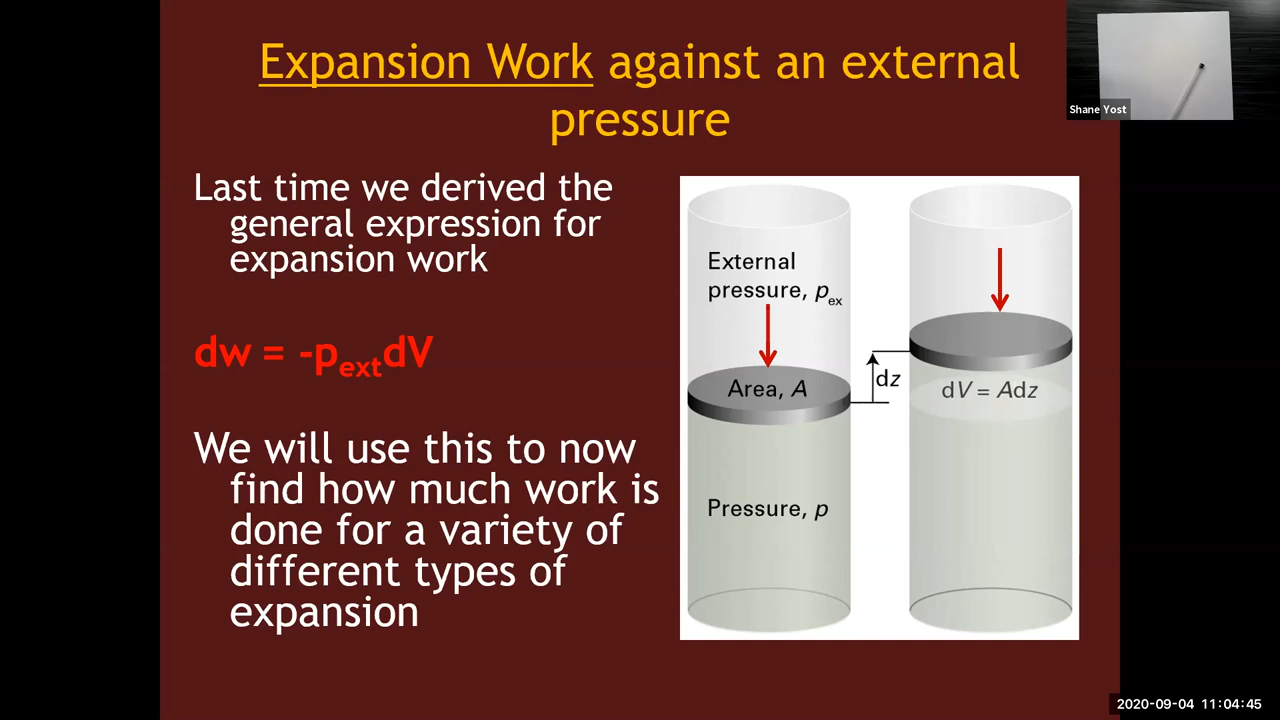 Expansion Work against an external
pressure
Shane Yost
Last time we derived the
general expression for
expansion work
dw = -pextdV
We will use this to now
find how much work is
done for a variety of
different types of
expansion
External
pressure, pex
Area, A
Pressure, p
dz
dV = Adz
2020-09-04 11:04:45